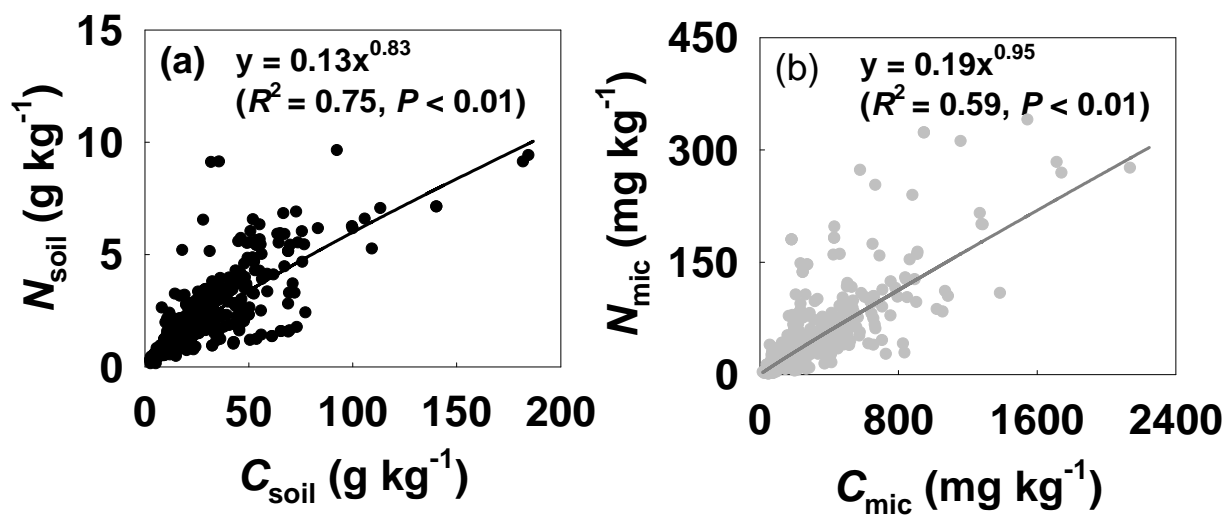 (a) y = 0.13x^0.83
(R^2 = 0.75, P < 0.01)
15
10
5
0
0 50 100 150 200
N_soil (g kg^-1)
C_soil (g kg^-1)
(b) y = 0.19x^0.95
(R^2 = 0.59, P < 0.01)
450
300
150
0
0 800 1600 2400
N_mic (mg kg^-1)
C_mic (mg kg^-1)